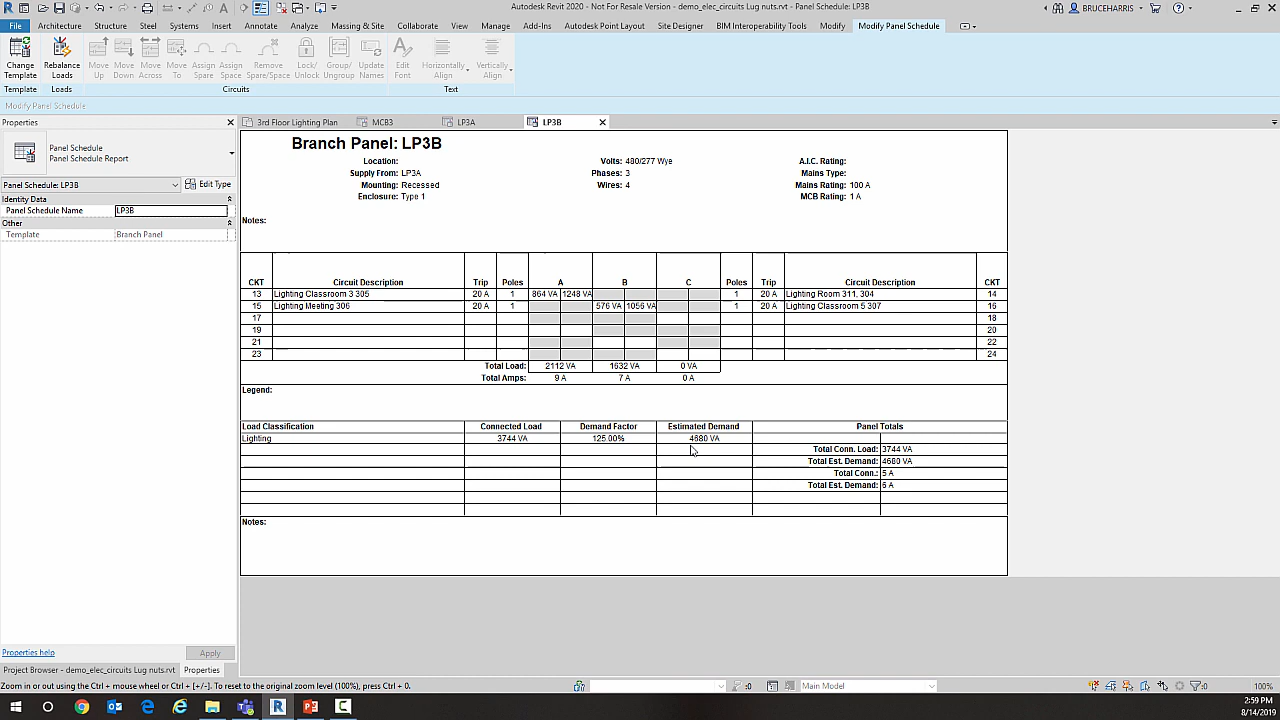 Autodesk Revit 2020 - Not For Resale Version - demo_elec_circuits Lug nuts.rvt - Panel Schedule: LP3B
BRUCEHARRIS
File Architecture Structure Steel Systems Insert Annotate Analyze Massing & Site Collaborate View Manage Add-Ins Autodesk Point Layout Site Designer BIM Interoperability Tools Modify Modify Panel Schedule
Change Template
Rebalance Loads
Move Up
Move Down
Move Across
Move To
Assign Spare
Assign Space
Remove Spare/Space
Lock/ Unlock
Group/ Ungroup
Update Names
Edit Font
Horizontally Align
Vertically Align
Template Loads Circuits Text
Modify Panel Schedule
Properties
3rd Floor Lighting Plan MCB3 LP3A LP3B
Panel Schedule
Panel Schedule Report
Panel Schedule: LP3B Edit Type
Identity Data
Panel Schedule Name LP3B
Other
Template Branch Panel
Branch Panel: LP3B
Location: Volts: 480/277 Wye A.I.C. Rating:
Supply From: LP3A Phases: 3 Mains Type:
Mounting: Recessed Wires: 4 Mains Rating: 100 A
Enclosure: Type 1 MCB Rating: 1 A
Notes:
CKT Circuit Description Trip Poles A B C Poles Trip Circuit Description CKT
13 Lighting Classroom 3 305 20 A 1 864 VA 1248 VA 1 20 A Lighting Room 311, 304 14
15 Lighting Meeting 306 20 A 1 576 VA 1056 VA 1 20 A Lighting Classroom 5 307 16
17 18
19 20
21 22
23 24
Total Load: 2112 VA 1632 VA 0 VA
Total Amps: 9 A 7 A 0 A
Legend:
Load Classification Connected Load Demand Factor Estimated Demand Panel Totals
Lighting 3744 VA 125.00% 4680 VA
Total Conn. Load: 3744 VA
Total Est. Demand: 4680 VA
Total Conn.: 5 A
Total Est. Demand: 6 A
Notes:
Properties help Apply
Project Browser - demo_elec_circuits Lug nuts.rvt Properties
Zoom in or out using the Ctrl + mouse wheel or Ctrl + [+/-]. To reset to the original zoom level (100%), press Ctrl + 0. :0 Main Model :0 100%
2:59 PM
8/14/2019